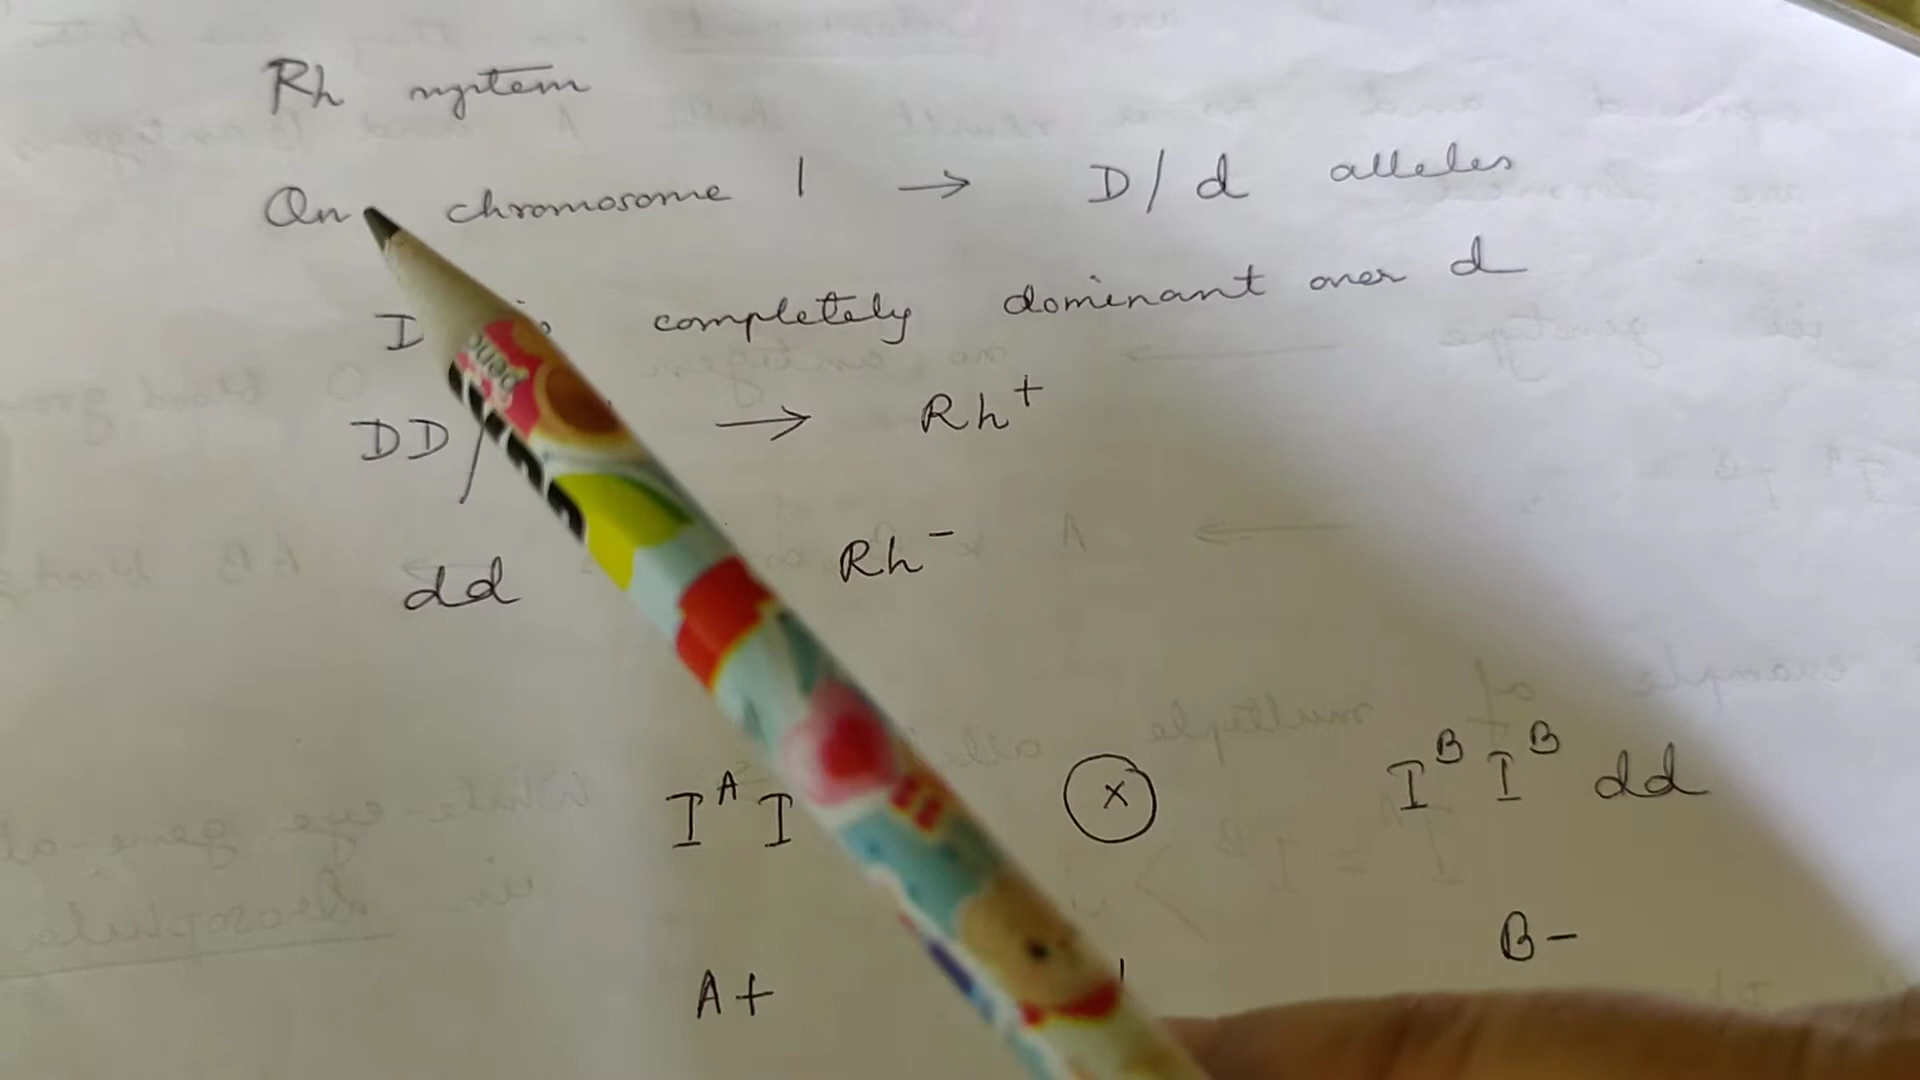 Rh system
On chromosome 1 → D/d alleles
D completely dominant over d
DD/ → Rh+
dd Rh-
I^A I ⊗ I^B I^B dd
A+ B-